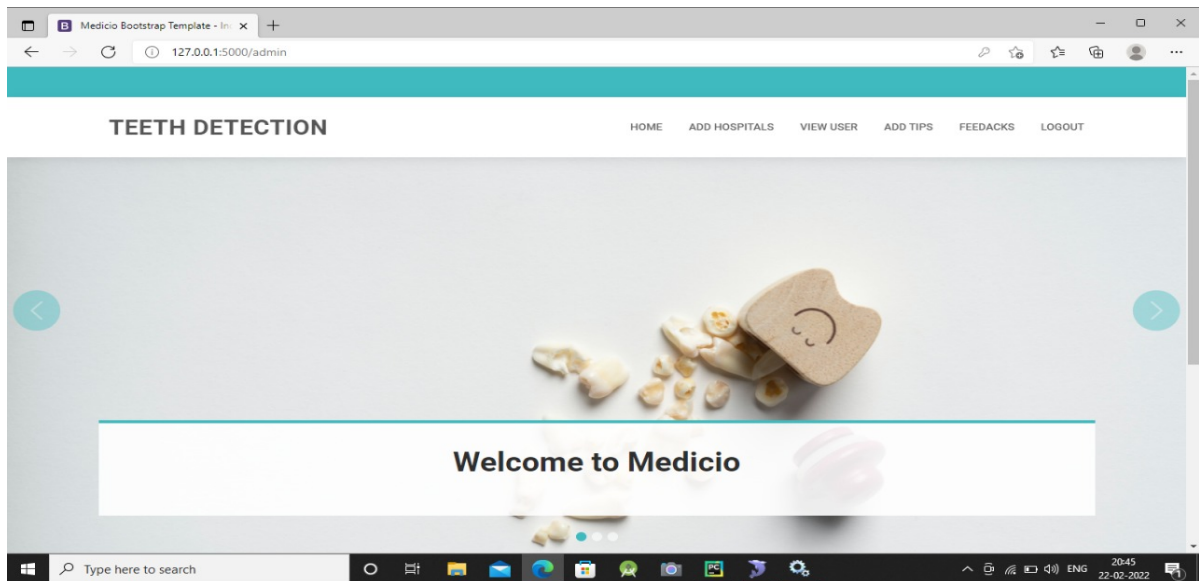 Medicio Bootstrap Template - In
127.0.0.1:5000/admin
TEETH DETECTION
HOME ADD HOSPITALS VIEW USER ADD TIPS FEEDACKS LOGOUT
Welcome to Medicio
Type here to search
ENG
20:45
22-02-2022